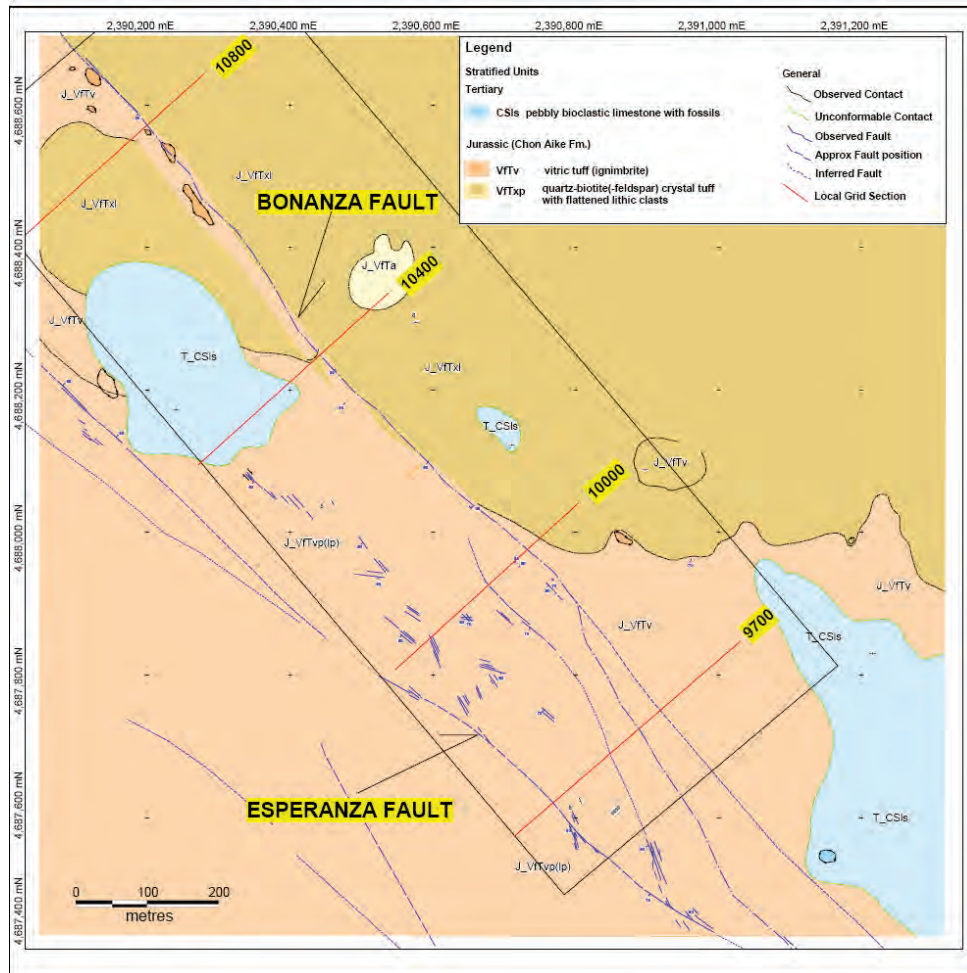 2,390,200 mE
2,390,400 mE
2,390,600 mE
2,390,800 mE
2,391,000 mE
2,391,200 mE
Legend
Stratified Units
Tertiary
CSls pebbly bioclastic limestone with fossils
Jurassic (Chon Aike Fm.)
VfTv vitric tuff (ignimbrite)
VfTxp quartz-biotite(-feldspar) crystal tuff
with flattened lithic clasts
General
Observed Contact
Unconformable Contact
Observed Fault
Approx Fault position
Inferred Fault
Local Grid Section
4,688,600 mN
4,688,400 mN
4,688,200 mN
4,688,000 mN
4,687,800 mN
4,687,600 mN
4,687,400 mN
10800
J_VfTv
J_VfTxl
J_VfTxl
BONANZA FAULT
J_VfTa
10400
J_VfTv
T_CSls
J_VfTxl
T_CSls
J_VfTv
10000
J_VfTvp(lp)
J_VfTv
J_VfTv
9700
T_CSls
ESPERANZA FAULT
T_CSls
J_VfTvp(lp)
0 100 200
metres